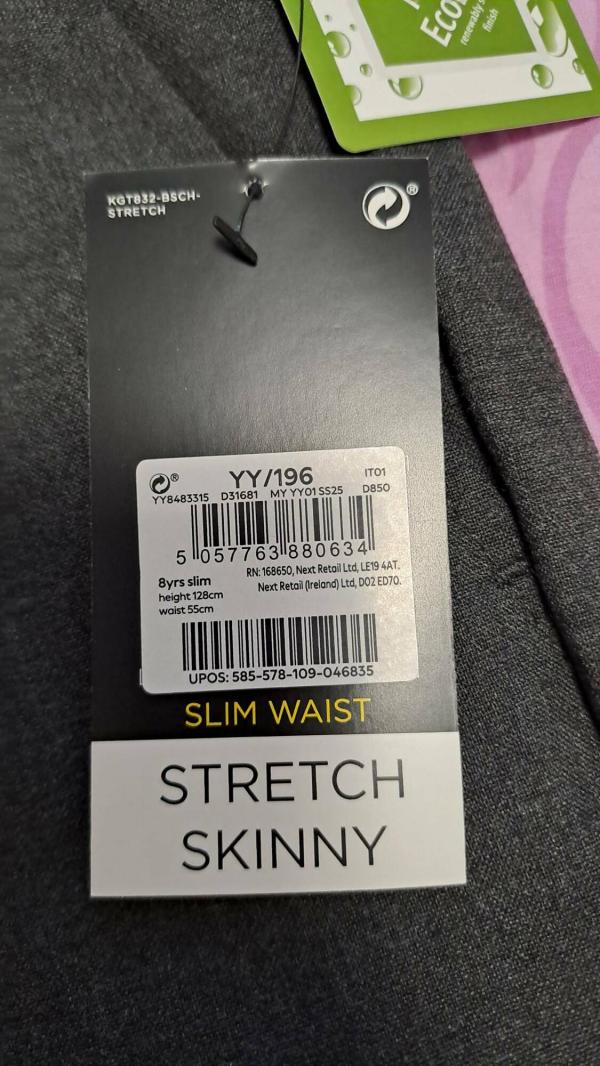 renewably
finish
KGT832-BSCH-
STRETCH
®
® YY/196 IT01
YY8483315 D31681 MY YY01 SS25 D850
5 057763 880634
RN: 168650, Next Retail Ltd, LE19 4AT.
Next Retail (Ireland) Ltd, D02 ED70.
8yrs slim
height 128cm
waist 55cm
UPOS: 585-578-109-046835
SLIM WAIST
STRETCH
SKINNY